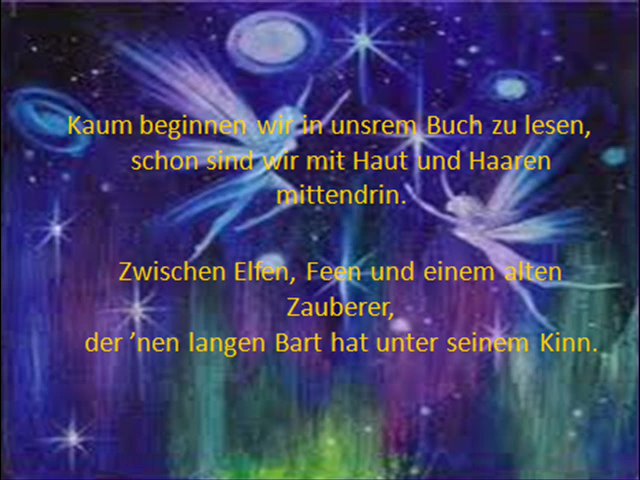 Kaum beginnen wir in unsrem Buch zu lesen,
schon sind wir mit Haut und Haaren
mittendrin.
Zwischen Elfen, Feen und einem alten
Zauberer,
der ’nen langen Bart hat unter seinem Kinn.